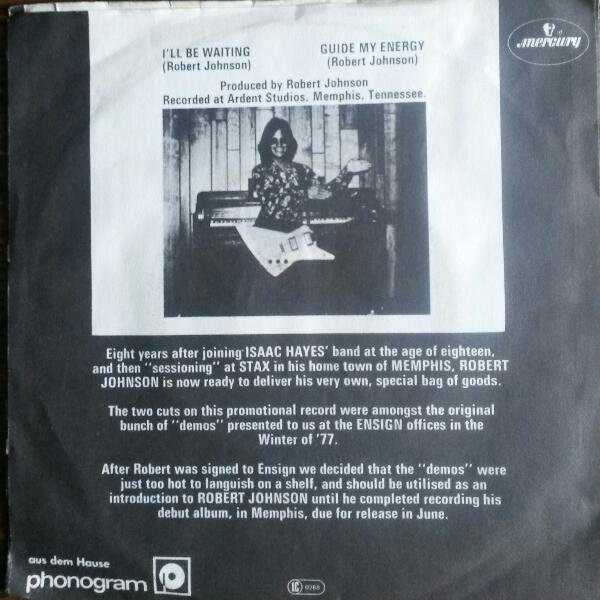 I'LL BE WAITING GUIDE MY ENERGY
(Robert Johnson) (Robert Johnson)
mercury
Produced by Robert Johnson
Recorded at Ardent Studios, Memphis, Tennessee.
Eight years after joining ISAAC HAYES' band at the age of eighteen,
and then "sessioning" at STAX in his home town of MEMPHIS, ROBERT
JOHNSON is now ready to deliver his very own, special bag of goods.
The two cuts on this promotional record were amongst the original
bunch of "demos" presented to us at the ENSIGN offices in the
Winter of '77.
After Robert was signed to Ensign we decided that the "demos" were
just too hot to languish on a shelf, and should be utilised as an
introduction to ROBERT JOHNSON until he completed recording his
debut album, in Memphis, due for release in June.
aus dem Hause
phonogram